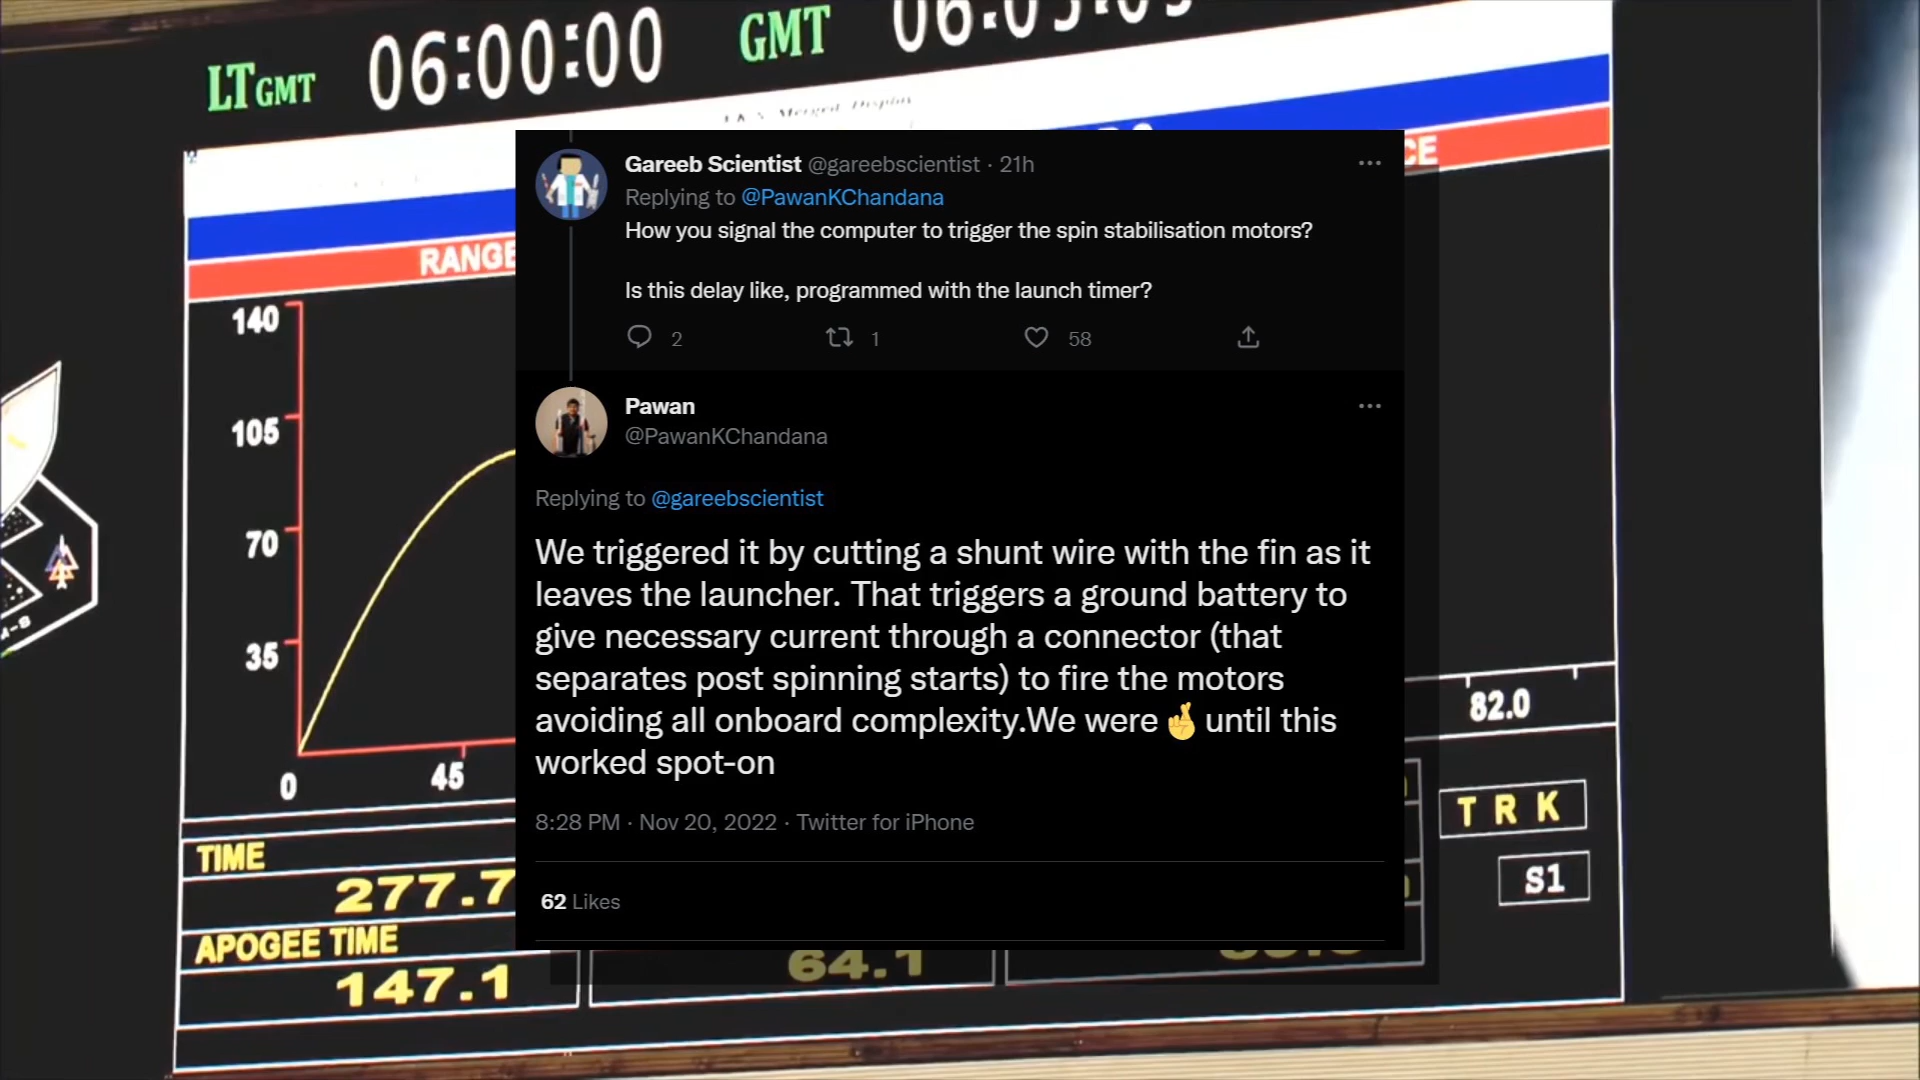 LT GMT 06:00:00 GMT
Merged Display
RANGE
CE
140
105
70
35
0
45
82.0
TRK
S1
TIME
277.7
APOGEE TIME
147.1
64.1
Gareeb Scientist @gareebscientist · 21h
Replying to @PawanKChandana
How you signal the computer to trigger the spin stabilisation motors?
Is this delay like, programmed with the launch timer?
2 1 58
Pawan
@PawanKChandana
Replying to @gareebscientist
We triggered it by cutting a shunt wire with the fin as it
leaves the launcher. That triggers a ground battery to
give necessary current through a connector (that
separates post spinning starts) to fire the motors
avoiding all onboard complexity.We were 🤞 until this
worked spot-on
8:28 PM · Nov 20, 2022 · Twitter for iPhone
62 Likes